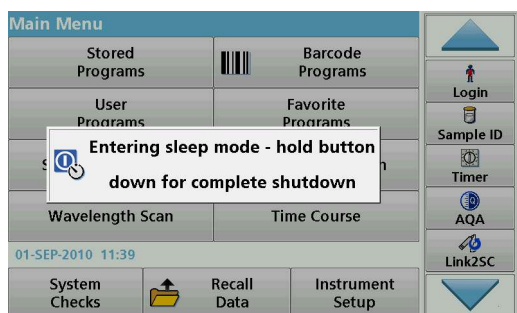 Main Menu
Stored
Programs
Barcode
Programs
User
Programs
Favorite
Programs
Entering sleep mode - hold button
down for complete shutdown
Wavelength Scan
Time Course
01-SEP-2010 11:39
System
Checks
Recall
Data
Instrument
Setup
Login
Sample ID
Timer
AQA
Link2SC